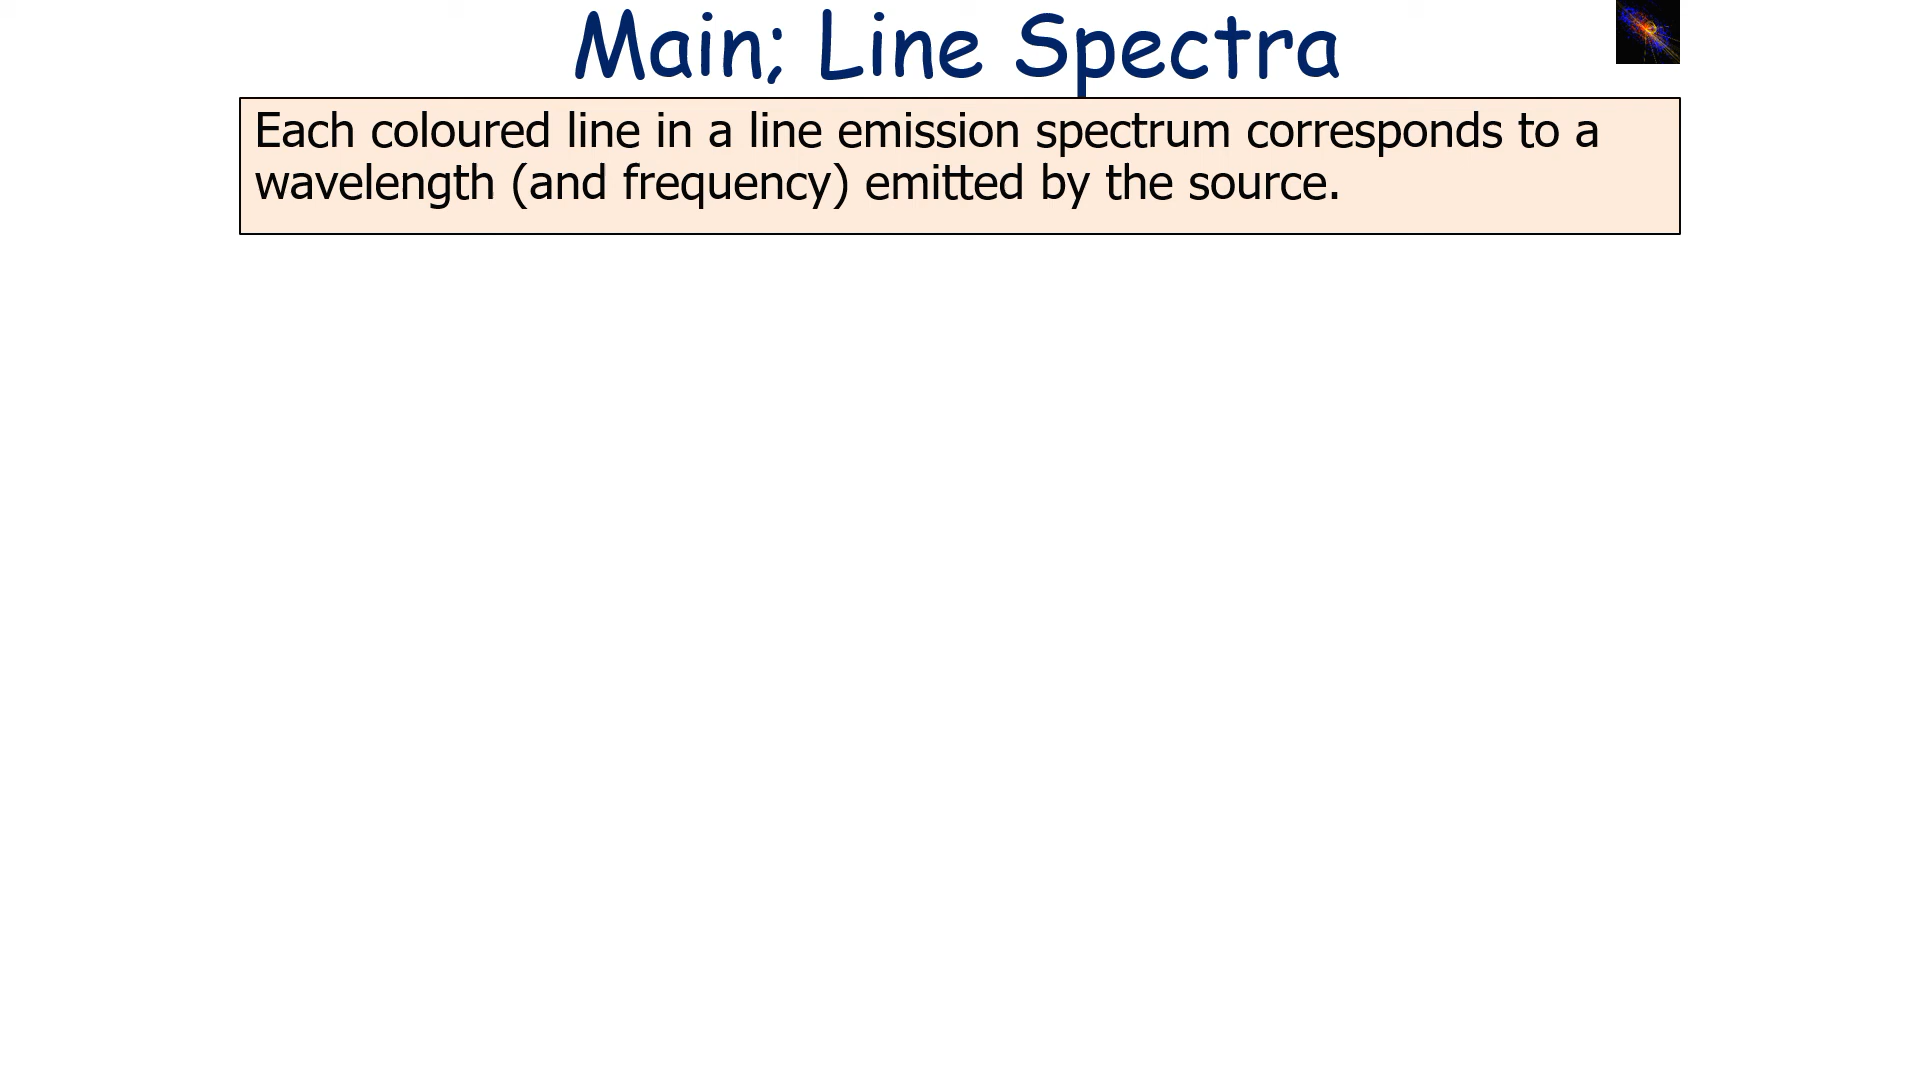 Main; Line Spectra
Each coloured line in a line emission spectrum corresponds to a
wavelength (and frequency) emitted by the source.